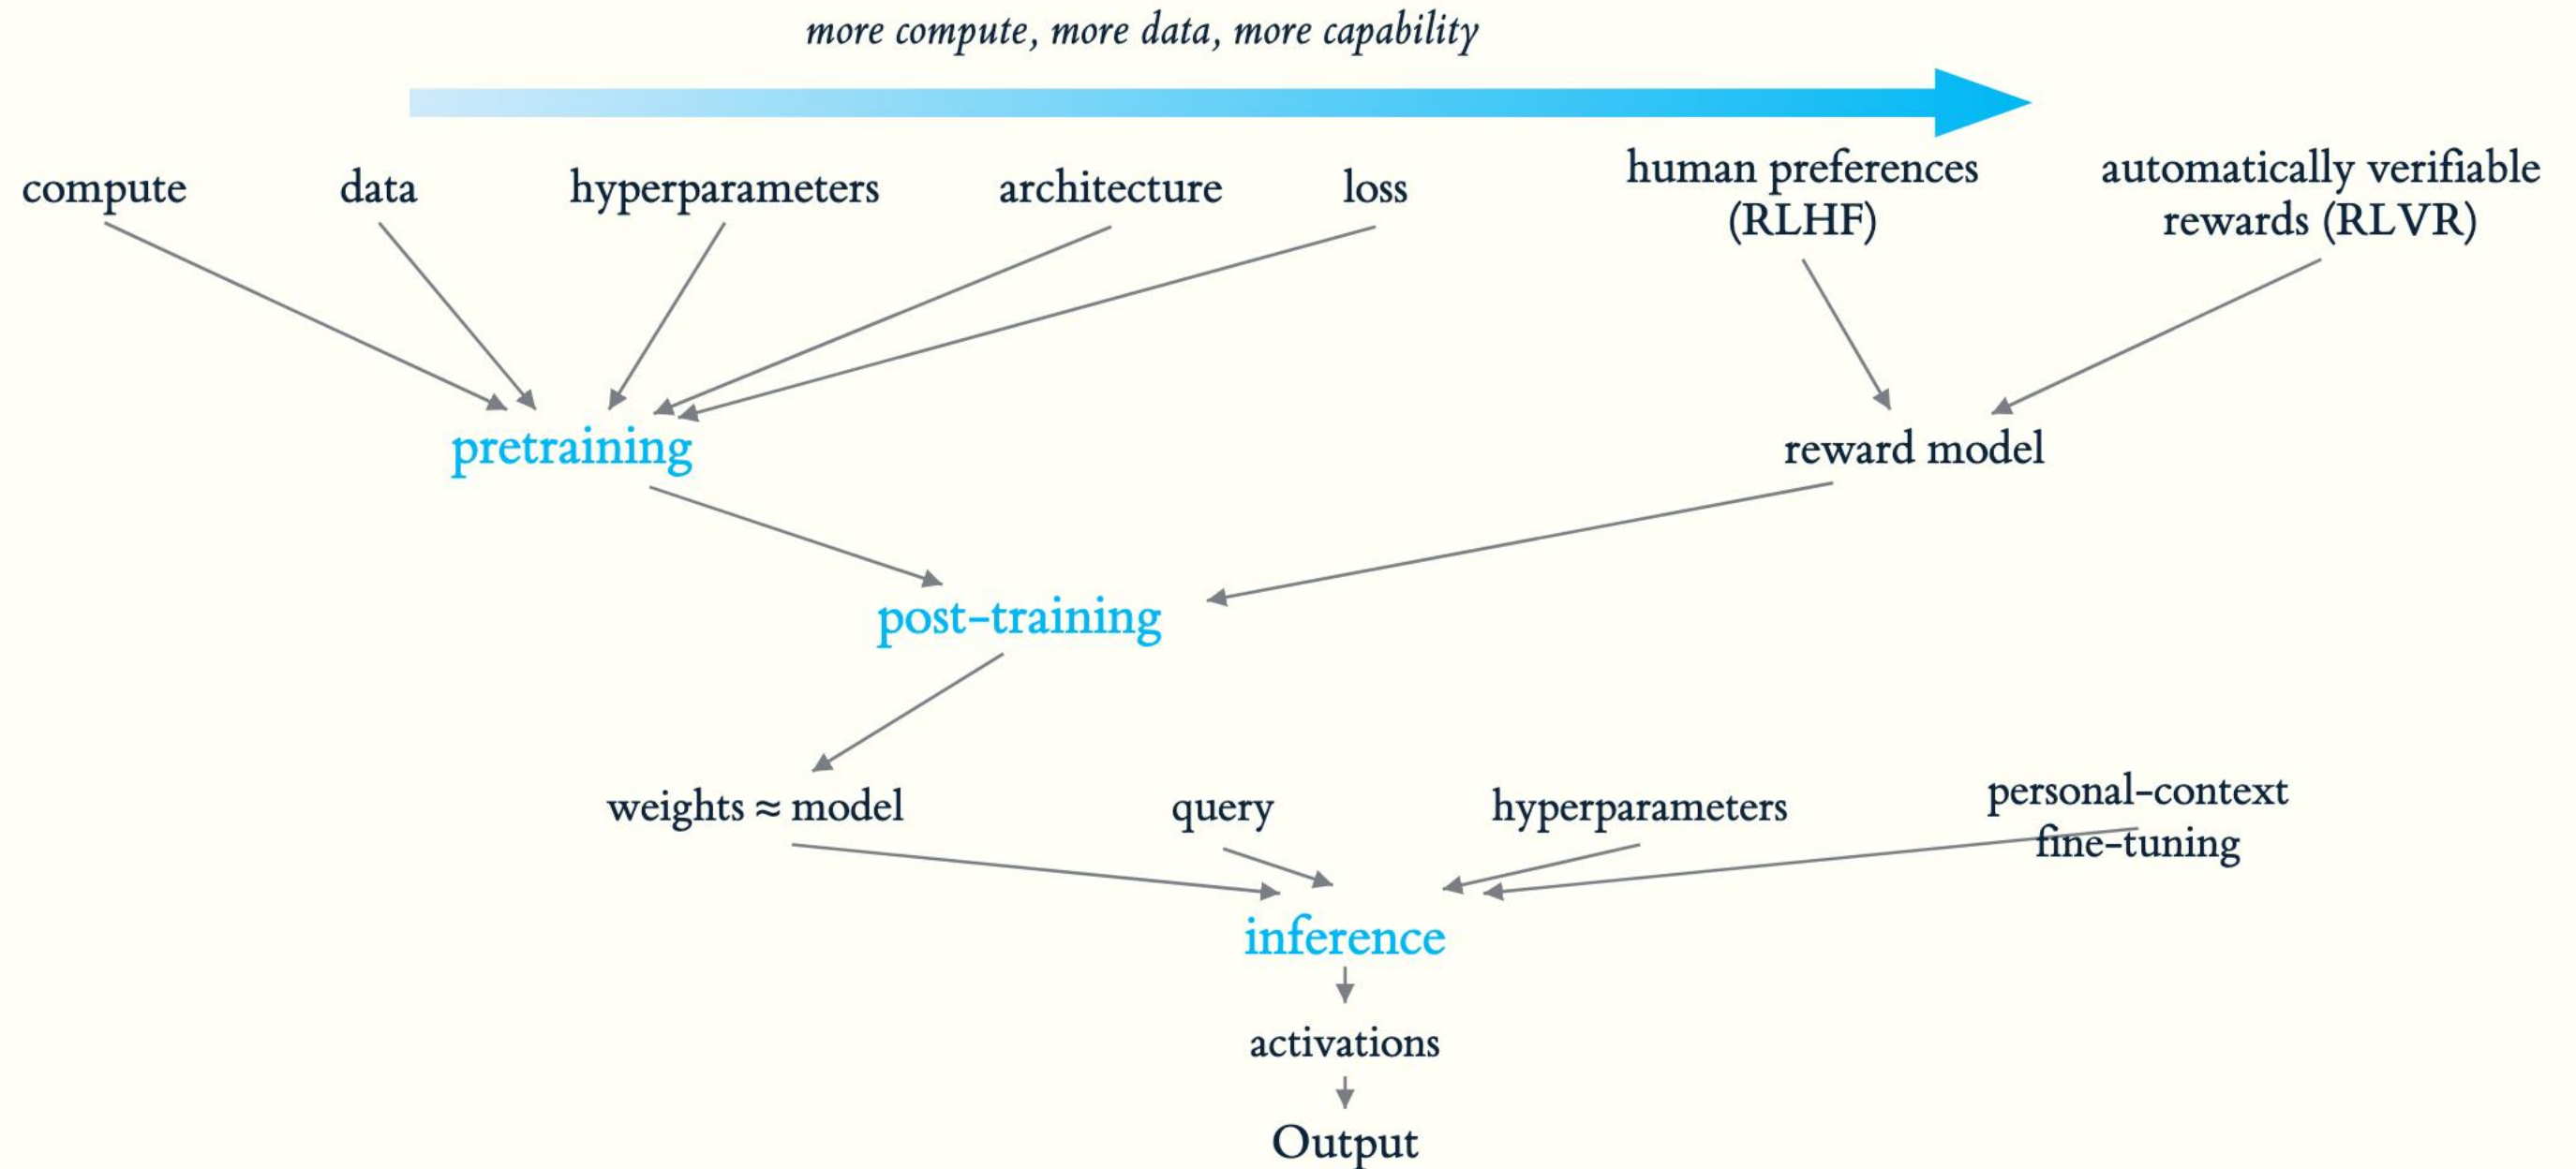 more compute, more data, more capability
compute
data
hyperparameters
architecture
loss
human preferences
(RLHF)
automatically verifiable
rewards (RLVR)
pretraining
reward model
post-training
weights ≈ model
query
hyperparameters
personal-context
fine-tuning
inference
activations
Output